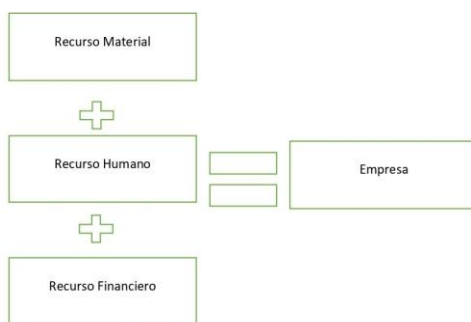 Recurso Material
Recurso Humano
Empresa
Recurso Financiero